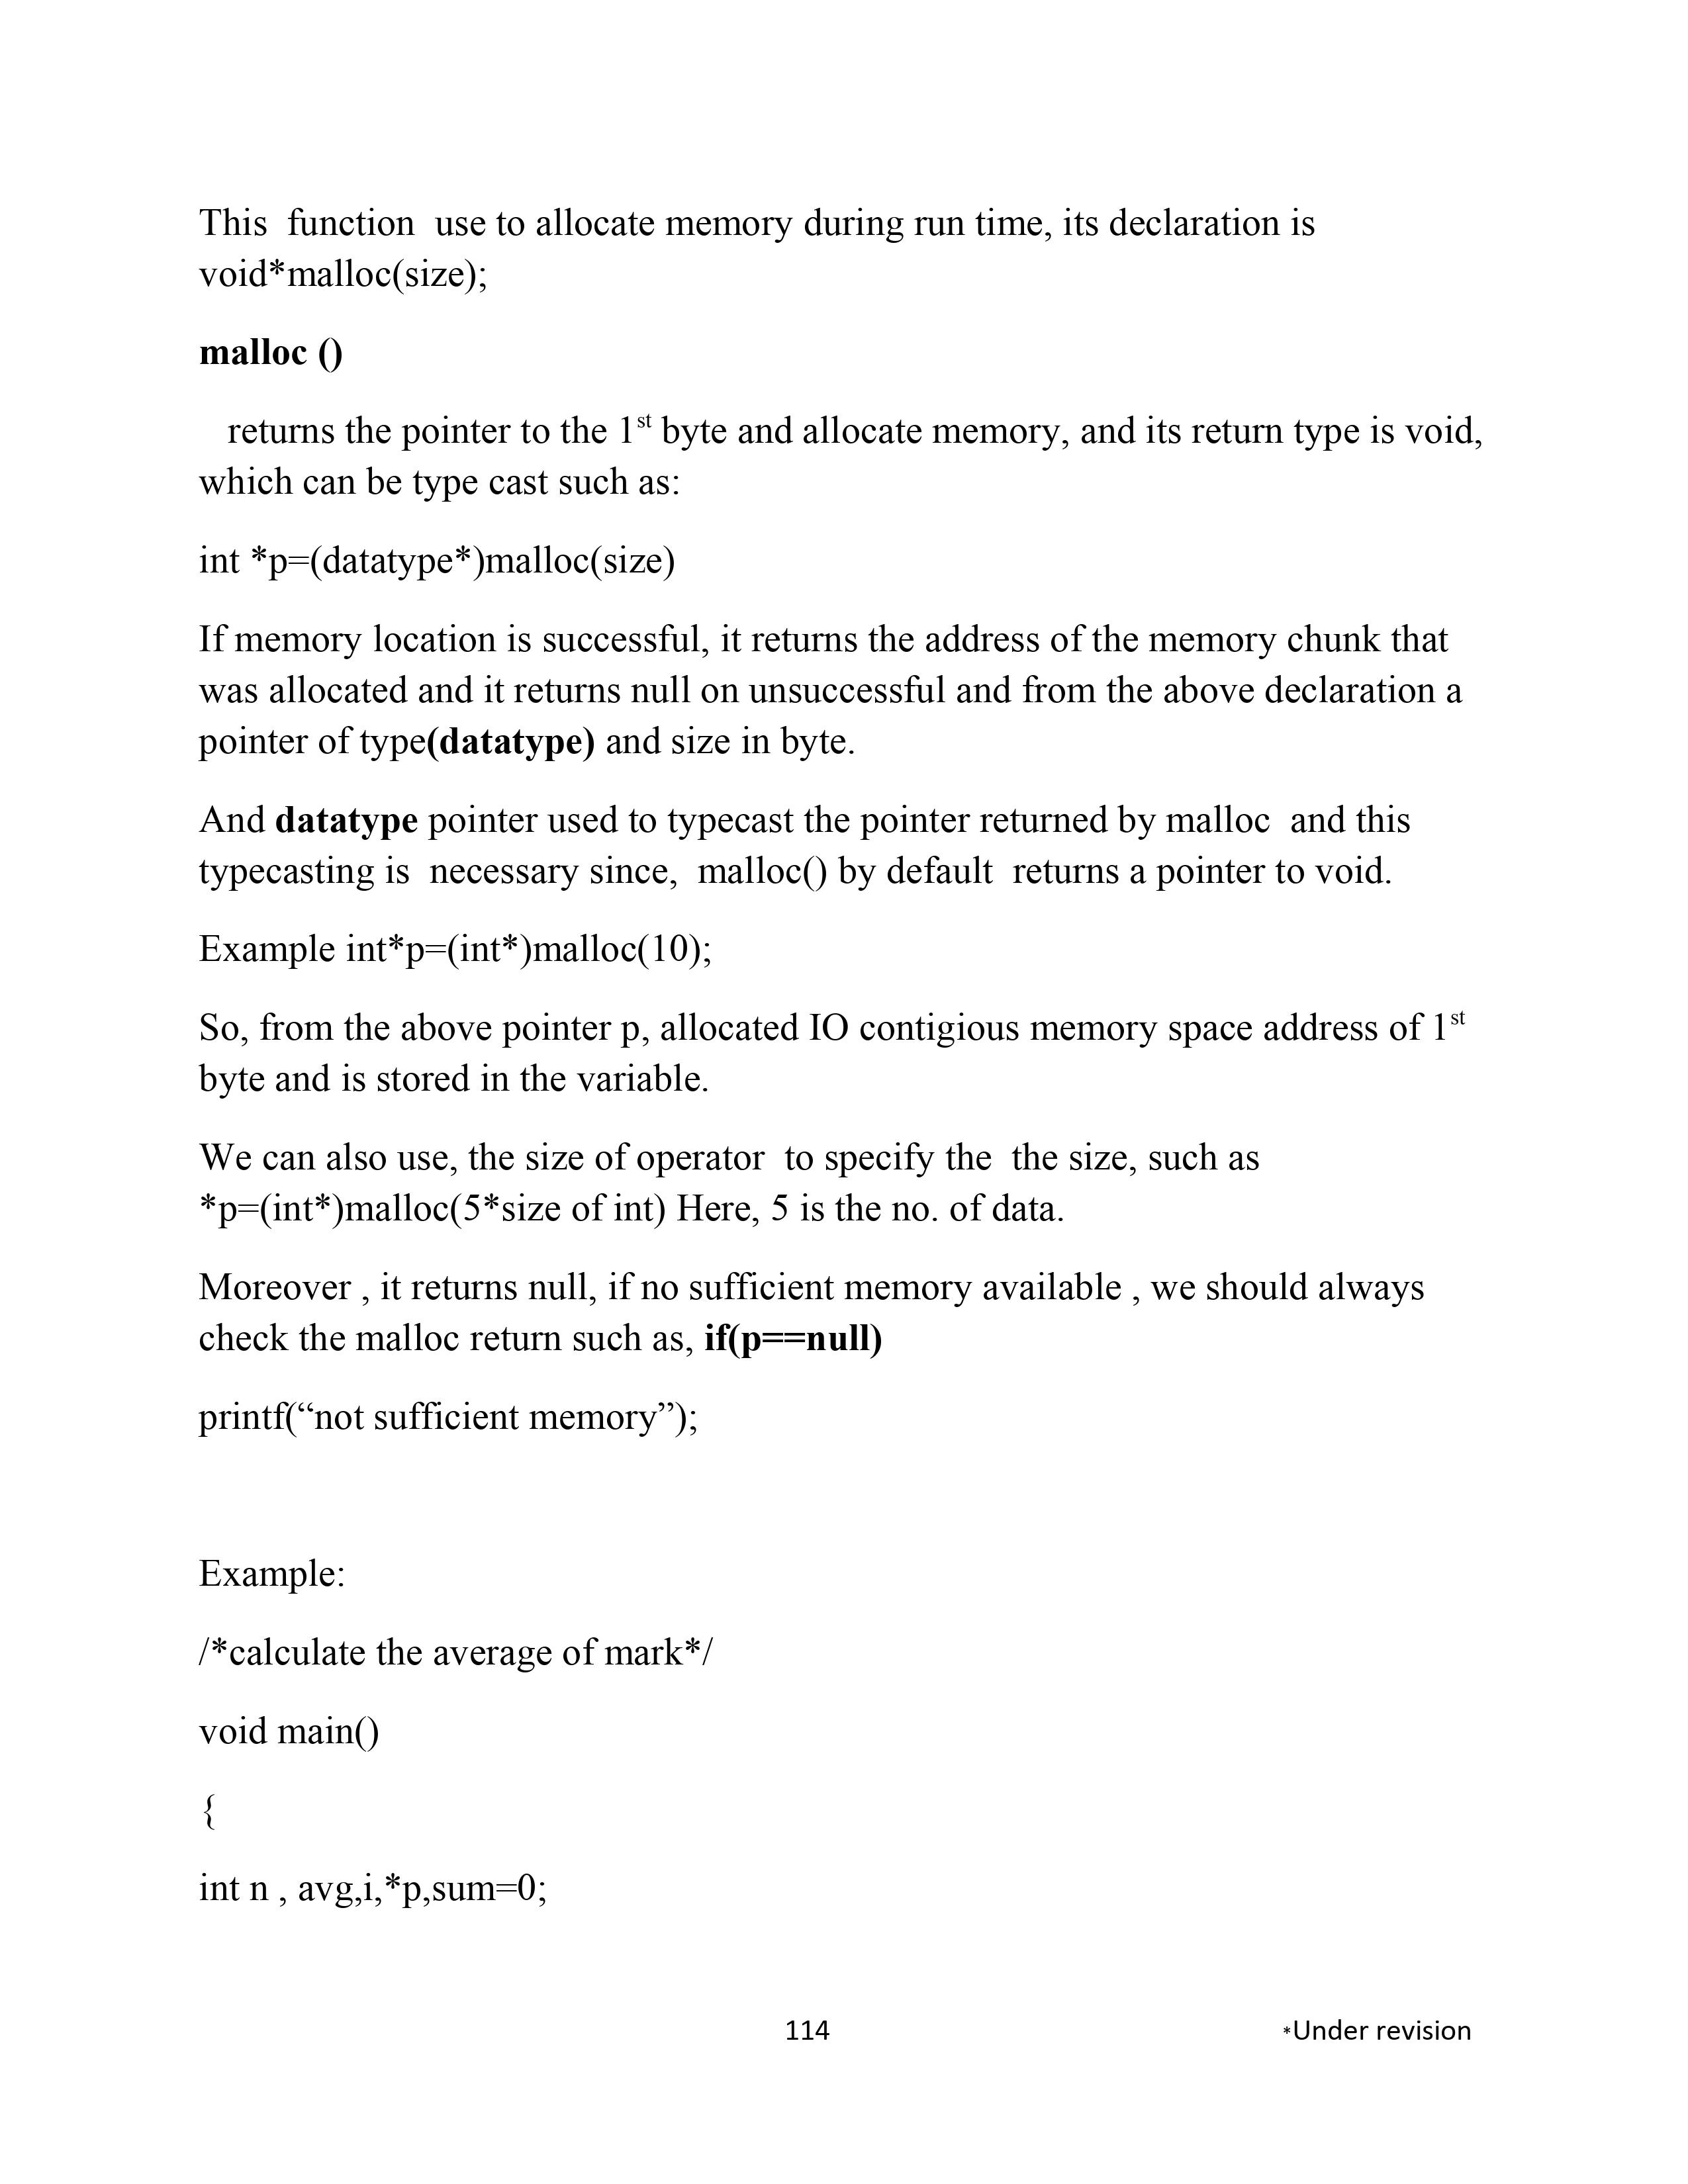 This  function  use to allocate memory during run time, its declaration is
void*malloc(size);
malloc ()
returns the pointer to the 1st byte and allocate memory, and its return type is void,
which can be type cast such as:
int *p=(datatype*)malloc(size)
If memory location is successful, it returns the address of the memory chunk that
was allocated and it returns null on unsuccessful and from the above declaration a
pointer of type(datatype) and size in byte.
And datatype pointer used to typecast the pointer returned by malloc  and this
typecasting is  necessary since,  malloc() by default  returns a pointer to void.
Example int*p=(int*)malloc(10);
So, from the above pointer p, allocated IO contigious memory space address of 1st
byte and is stored in the variable.
We can also use, the size of operator  to specify the  the size, such as
*p=(int*)malloc(5*size of int) Here, 5 is the no. of data.
Moreover , it returns null, if no sufficient memory available , we should always
check the malloc return such as, if(p==null)
printf(“not sufficient memory”);
Example:
/*calculate the average of mark*/
void main()
{
int n , avg,i,*p,sum=0;
114 *Under revision